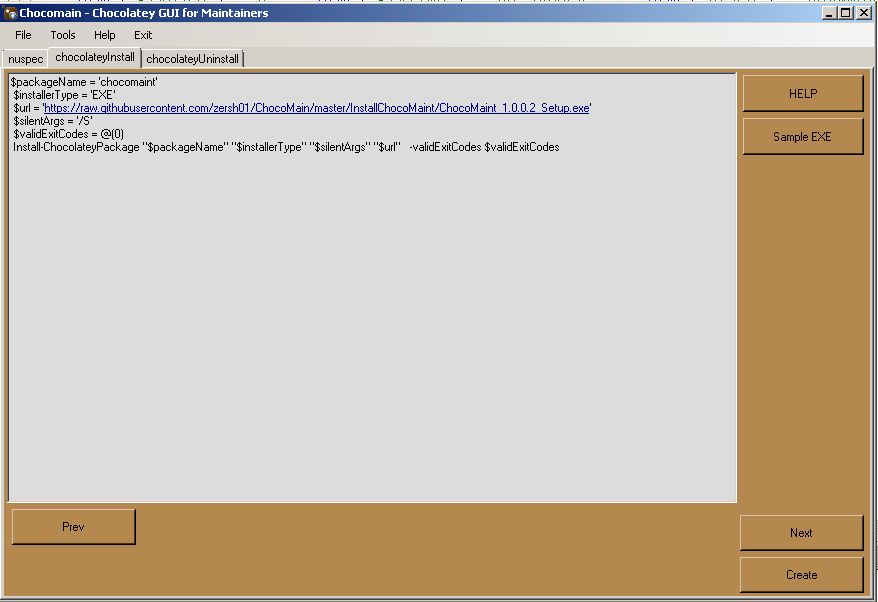 Chocomain - Chocolatey GUI for Maintainers
File Tools Help Exit
nuspec chocolateyInstall chocolateyUninstall
$packageName = 'chocomaint'
$installerType = 'EXE'
$url = 'https://raw.githubusercontent.com/zersh01/ChocoMain/master/InstallChocoMaint/ChocoMaint_1.0.0.2_Setup.exe'
$silentArgs = '/S'
$validExitCodes = @(0)
Install-ChocolateyPackage "$packageName" "$installerType" "$silentArgs" "$url" -validExitCodes $validExitCodes
HELP
Sample EXE
Prev
Next
Create